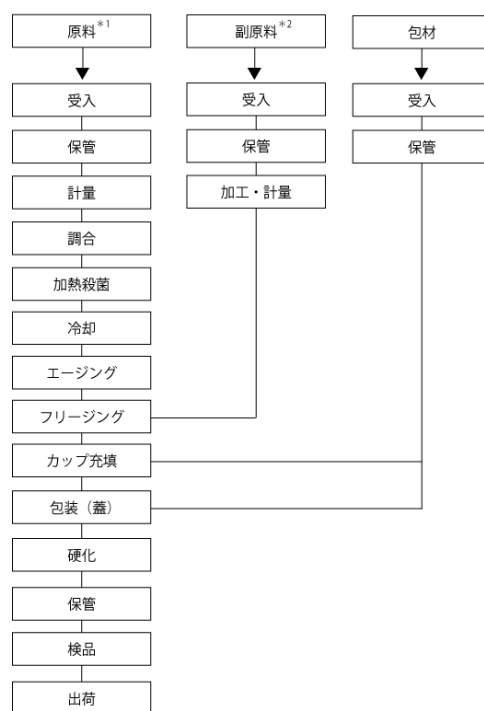 原料*1
受入
保管
計量
調合
加熱殺菌
冷却
エージング
フリージング
カップ充填
包装（蓋）
硬化
保管
検品
出荷
副原料*2
受入
保管
加工・計量
包材
受入
保管